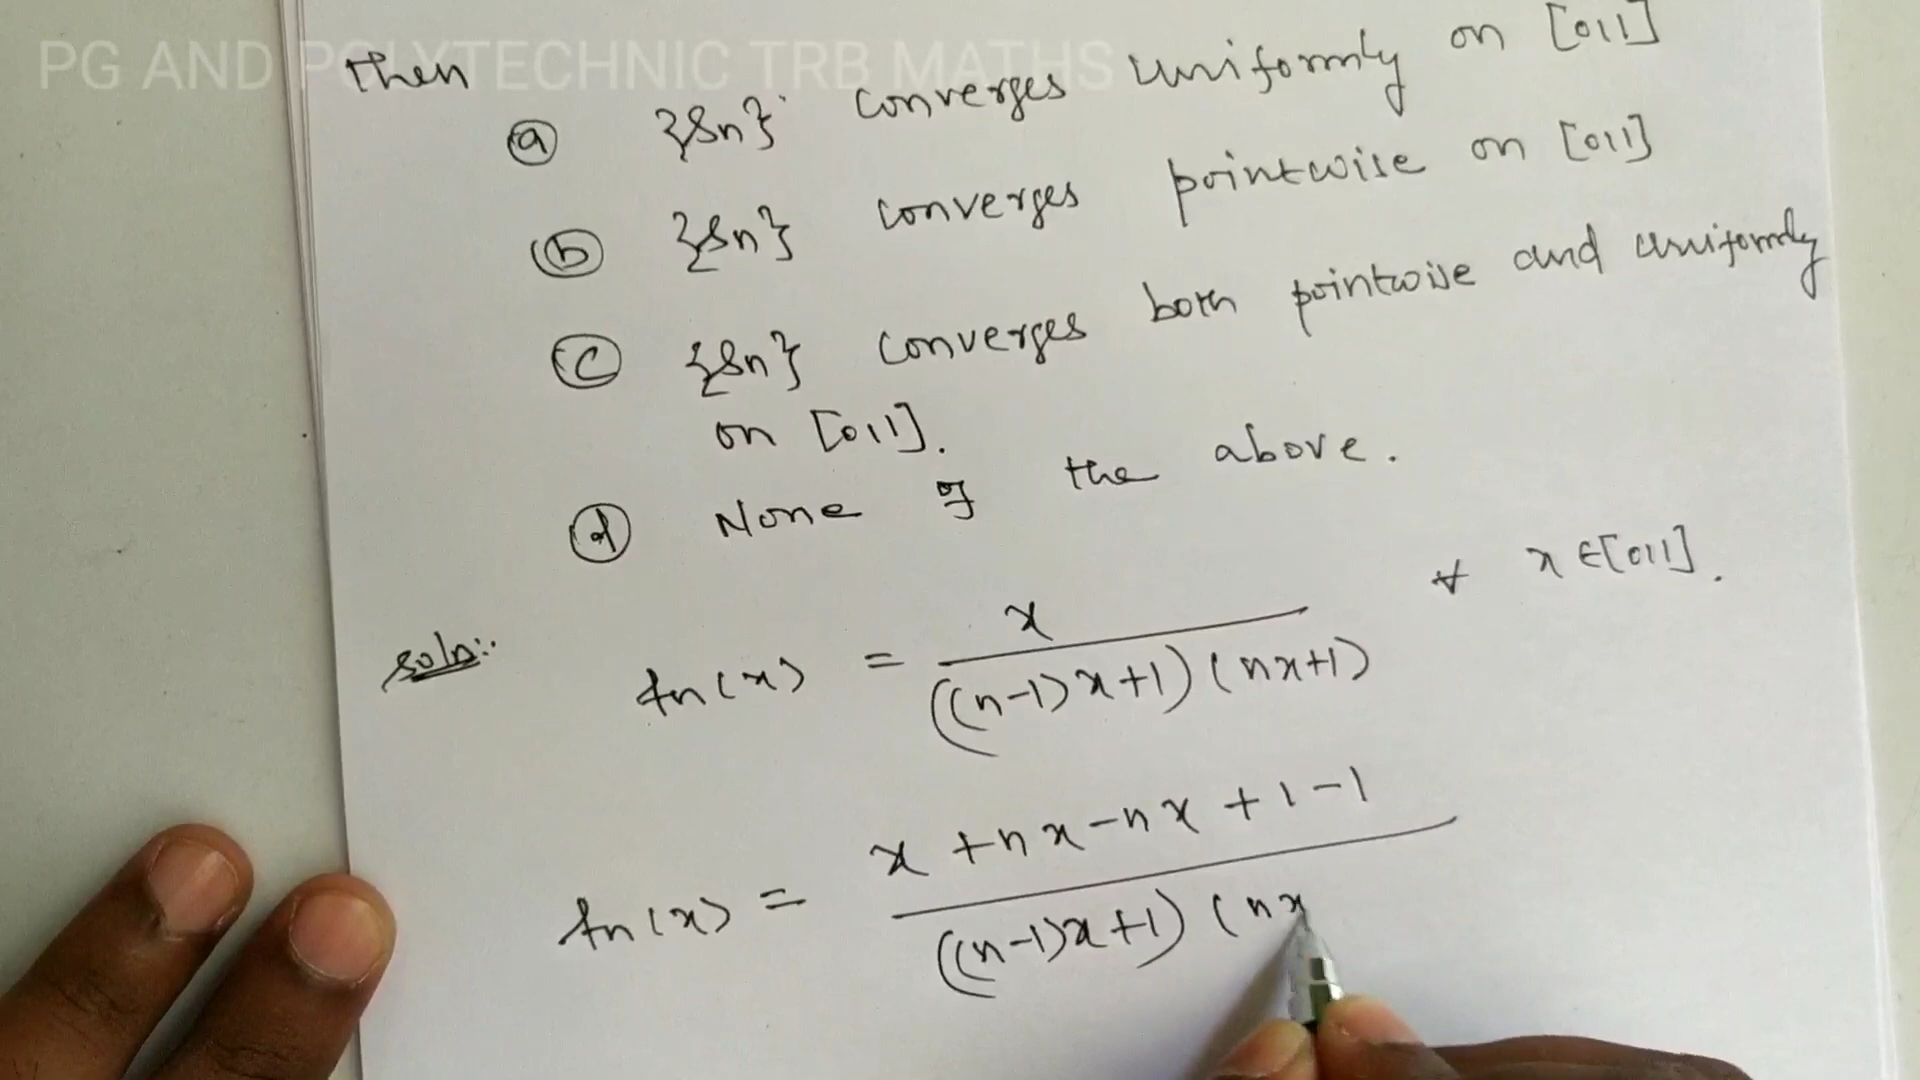 PG AND POLYTECHNIC TRB MATHS
then
(a) {Sn} converges uniformly on [0,1]
(b) {Sn} converges pointwise on [0,1]
(c) {Sn} converges both pointwise and uniformly
on [0,1].
(d) None of the above.
soln:. fn(x) = x / ((n-1)x+1) (nx+1) ∀ x ∈ [0,1].
fn(x) = x + nx - nx + 1 - 1 / ((n-1)x+1) (nx